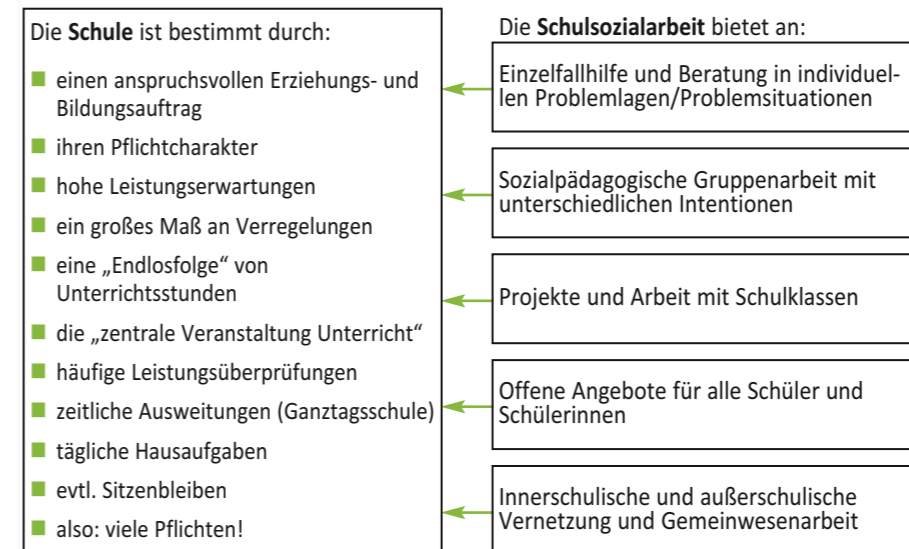 Die Schule ist bestimmt durch:
einen anspruchsvollen Erziehungs- und
Bildungsauftrag
ihren Pflichtcharakter
hohe Leistungserwartungen
ein großes Maß an Verregelungen
eine „Endlosfolge“ von
Unterrichtsstunden
die „zentrale Veranstaltung Unterricht“
häufige Leistungsüberprüfungen
zeitliche Ausweitungen (Ganztagsschule)
tägliche Hausaufgaben
evtl. Sitzenbleiben
also: viele Pflichten!
Die Schulsozialarbeit bietet an:
Einzelfallhilfe und Beratung in individuel-
len Problemlagen/Problemsituationen
Sozialpädagogische Gruppenarbeit mit
unterschiedlichen Intentionen
Projekte und Arbeit mit Schulklassen
Offene Angebote für alle Schüler und
Schülerinnen
Innerschulische und außerschulische
Vernetzung und Gemeinwesenarbeit